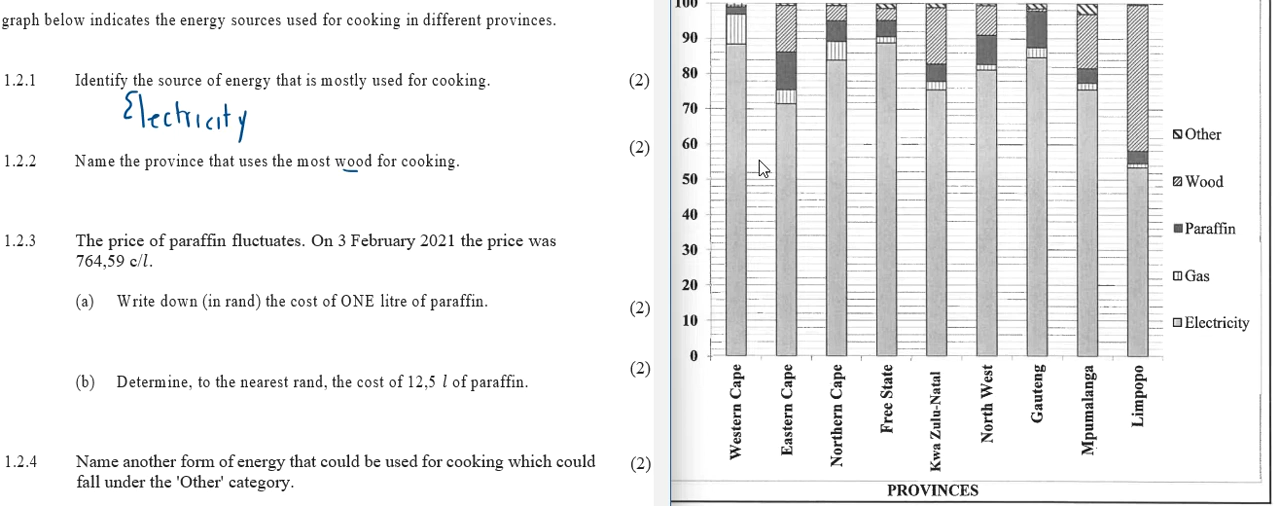 graph below indicates the energy sources used for cooking in different provinces.
1.2.1 Identify the source of energy that is mostly used for cooking. (2)
Electricity
1.2.2 Name the province that uses the most wood for cooking. (2)
1.2.3 The price of paraffin fluctuates. On 3 February 2021 the price was
764,59 c/l.
(a) Write down (in rand) the cost of ONE litre of paraffin. (2)
(b) Determine, to the nearest rand, the cost of 12,5 l of paraffin. (2)
1.2.4 Name another form of energy that could be used for cooking which could (2)
fall under the 'Other' category.
100
90
80
70
60
50
40
30
20
10
0
Western Cape
Eastern Cape
Northern Cape
Free State
Kwa Zulu-Natal
North West
Gauteng
Mpumalanga
Limpopo
PROVINCES
Other
Wood
Paraffin
Gas
Electricity